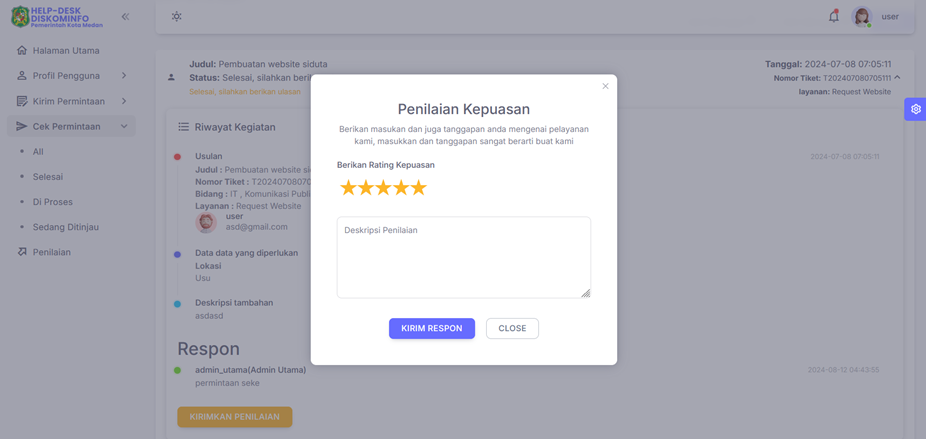 HELP-DESK
DISKOMINFO
Pemerintah Kota Medan
user
Halaman Utama
Profil Pengguna
Kirim Permintaan
Cek Permintaan
All
Selesai
Di Proses
Sedang Ditinjau
Penilaian
Judul: Pembuatan website siduta
Status: Selesai, silahkan beri
Selesai, silahkan berikan ulasan
Tanggal: 2024-07-08 07:05:11
Nomor Tiket: T202407080705111
layanan: Request Website
Riwayat Kegiatan
Usulan
2024-07-08 07:05:11
Judul : Pembuatan website si
Nomor Tiket : T2024070807
Bidang : IT , Komunikasi Publi
Layanan : Request Website
user
asd@gmail.com
Data data yang diperlukan
Lokasi
Usu
Deskripsi tambahan
asdasd
Respon
admin_utama(Admin Utama)
2024-08-12 04:43:55
permintaan seke
KIRIMKAN PENILAIAN
Penilaian Kepuasan
Berikan masukan dan juga tanggapan anda mengenai pelayanan
kami, masukkan dan tanggapan sangat berarti buat kami
Berikan Rating Kepuasan
Deskripsi Penilaian
KIRIM RESPON
CLOSE